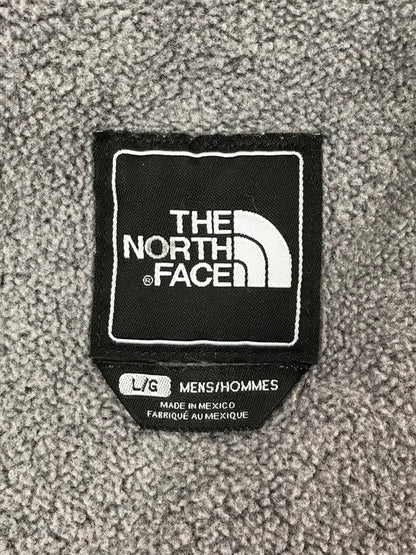 THE
NORTH
® FACE
L/G MENS/HOMMES
MADE IN MEXICO
FABRIQUÉ AU MEXIQUE